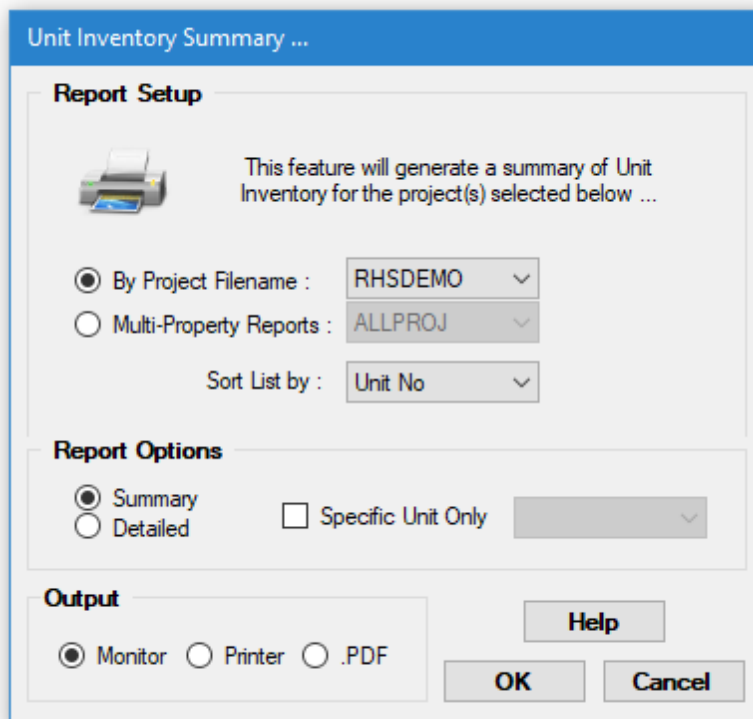 Unit Inventory Summary ...
Report Setup
This feature will generate a summary of Unit
Inventory for the project(s) selected below ...
By Project Filename : RHSDEMO
Multi-Property Reports : ALLPROJ
Sort List by : Unit No
Report Options
Summary
Detailed
Specific Unit Only
Output
Monitor Printer .PDF
Help
OK Cancel